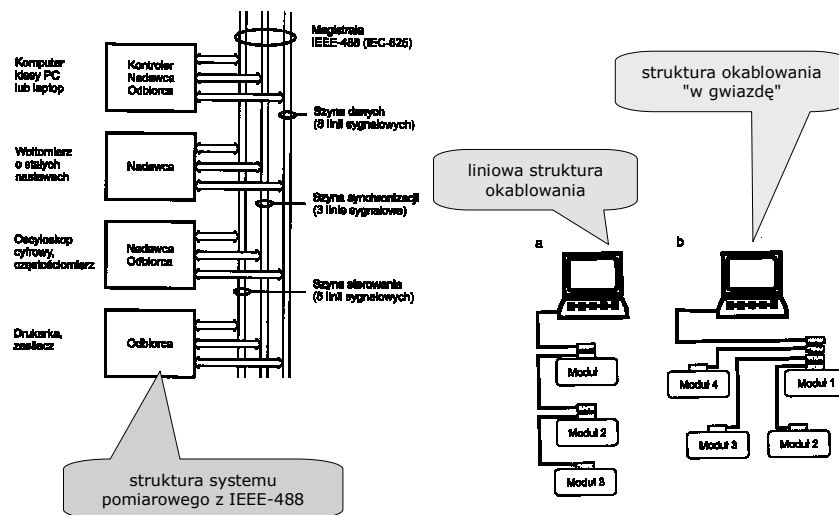 Magistrala
IEEE-488 (IEC-625)
Komputer
klasy PC
lub laptop
Kontroler
Nadawca
Odbiorca
Szyna danych
(8 linii sygnałowych)
Woltomierz
o stałych
nastawach
Nadawca
Szyna synchronizacji
(3 linie sygnałowe)
Oscyloskop
cyfrowy,
częstościomierz
Nadawca
Odbiorca
Szyna sterowania
(5 linii sygnałowych)
Drukarka,
zasilacz
Odbiorca
struktura systemu
pomiarowego z IEEE-488
liniowa struktura
okablowania
struktura okablowania
"w gwiazdę"
a
Moduł
Moduł 2
Moduł 3
b
Moduł 4
Moduł 1
Moduł 3
Moduł 2